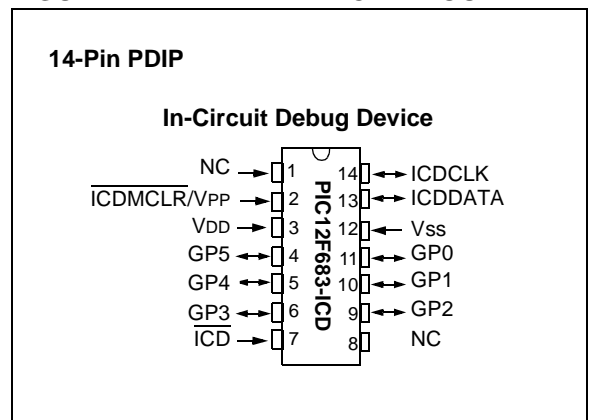 14-Pin PDIP
In-Circuit Debug Device
NC 1 14 ICDCLK
ICDMCLR/VPP 2 13 ICDDATA
VDD 3 12 Vss
GP5 4 11 GP0
GP4 5 10 GP1
GP3 6 9 GP2
ICD 7 8 NC
PIC12F683-ICD